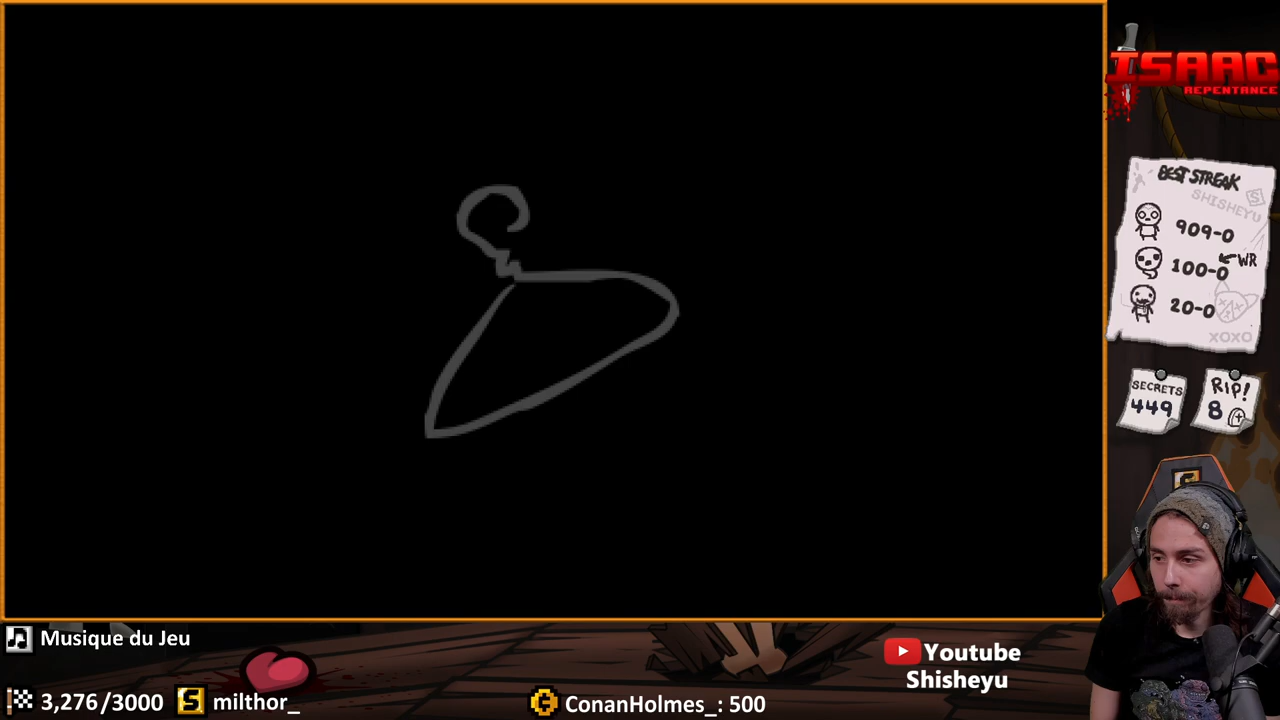 ISAAC
REPENTANCE
BEST STREAK
SHISHEYU
909-0
100-0 WR
20-0
XOXO
SECRETS
449
RIP!
8
Musique du Jeu
3,276/3000 milthor_
ConanHolmes_: 500
Youtube
Shisheyu